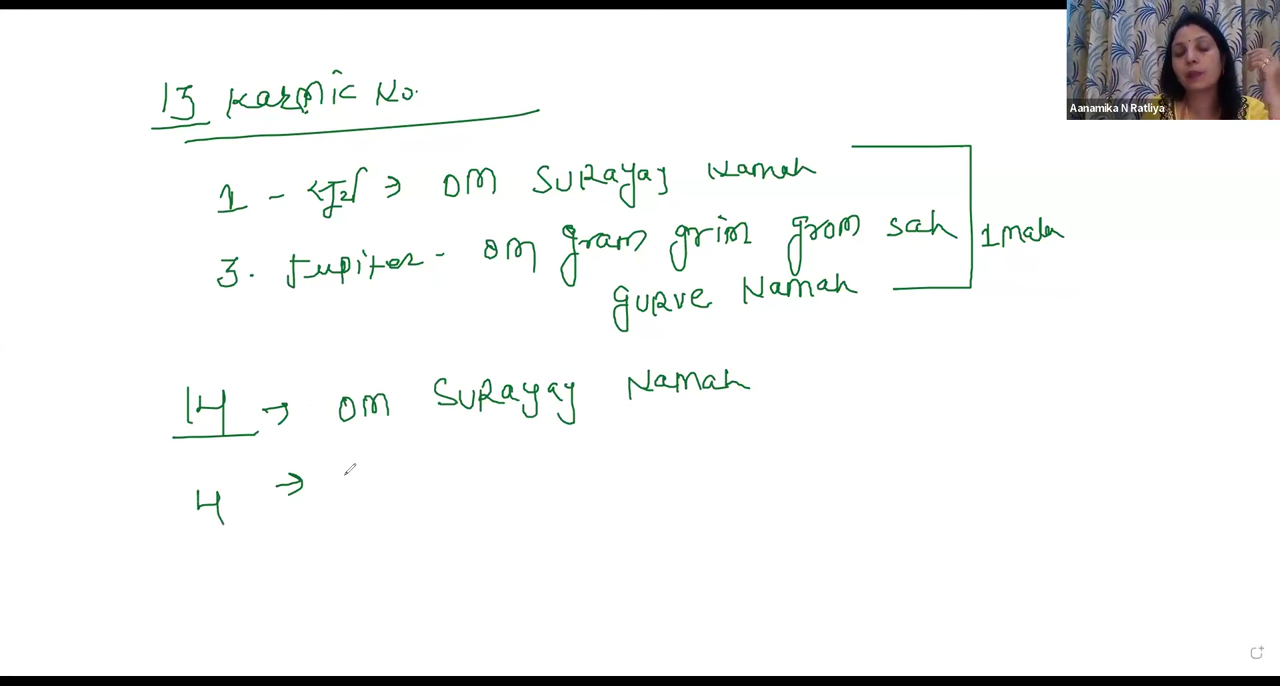 Aanamika N Ratliya
13 Karmic No.
1 - सूर्य → OM SURAYAY Namah
3. Jupiter - OM gram grim grom sah
gurve Namah
1 Mala
14 → OM SURAYAY Namah
4 →